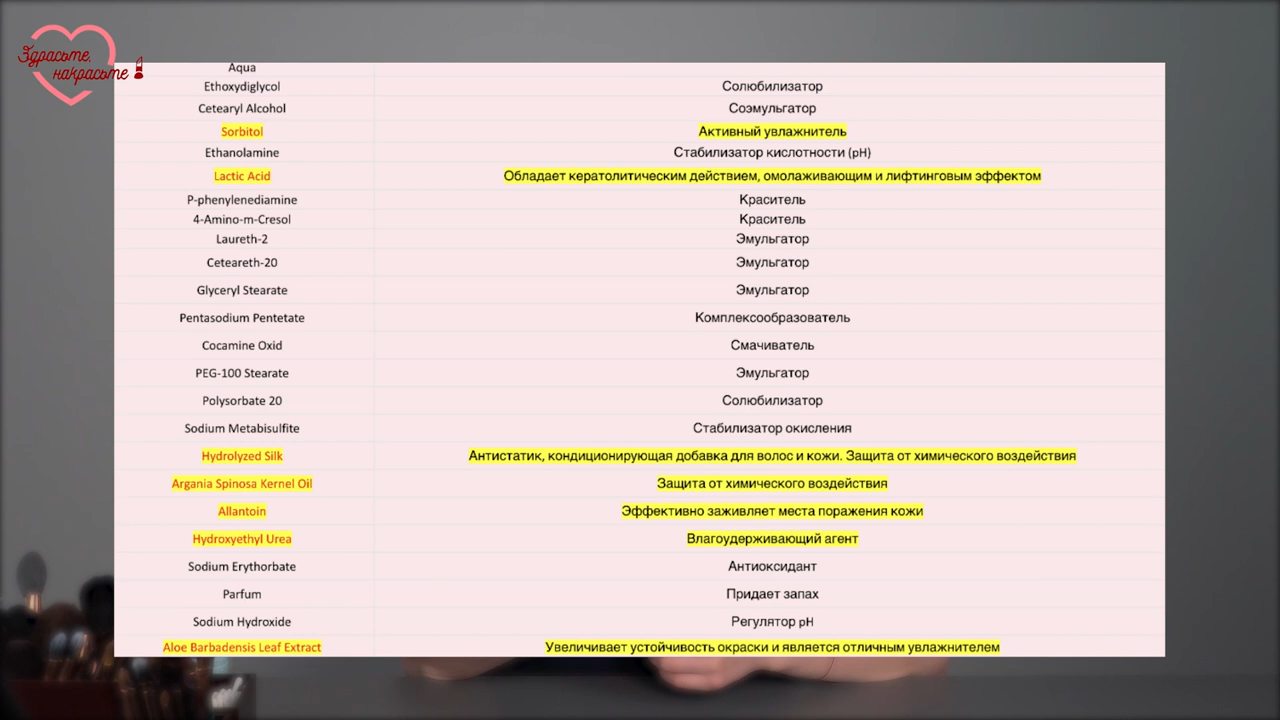 Здрасьте,
накрасьте
Aqua
Ethoxydiglycol Солюбилизатор
Cetearyl Alcohol Соэмульгатор
Sorbitol Активный увлажнитель
Ethanolamine Стабилизатор кислотности (pH)
Lactic Acid Обладает кератолитическим действием, омолаживающим и лифтинговым эффектом
P-phenylenediamine Краситель
4-Amino-m-Cresol Краситель
Laureth-2 Эмульгатор
Ceteareth-20 Эмульгатор
Glyceryl Stearate Эмульгатор
Pentasodium Pentetate Комплексообразователь
Cocamine Oxid Смачиватель
PEG-100 Stearate Эмульгатор
Polysorbate 20 Солюбилизатор
Sodium Metabisulfite Стабилизатор окисления
Hydrolyzed Silk Антистатик, кондиционирующая добавка для волос и кожи. Защита от химического воздействия
Argania Spinosa Kernel Oil Защита от химического воздействия
Allantoin Эффективно заживляет места поражения кожи
Hydroxyethyl Urea Влагоудерживающий агент
Sodium Erythorbate Антиоксидант
Parfum Придает запах
Sodium Hydroxide Регулятор pH
Aloe Barbadensis Leaf Extract Увеличивает устойчивость окраски и является отличным увлажнителем